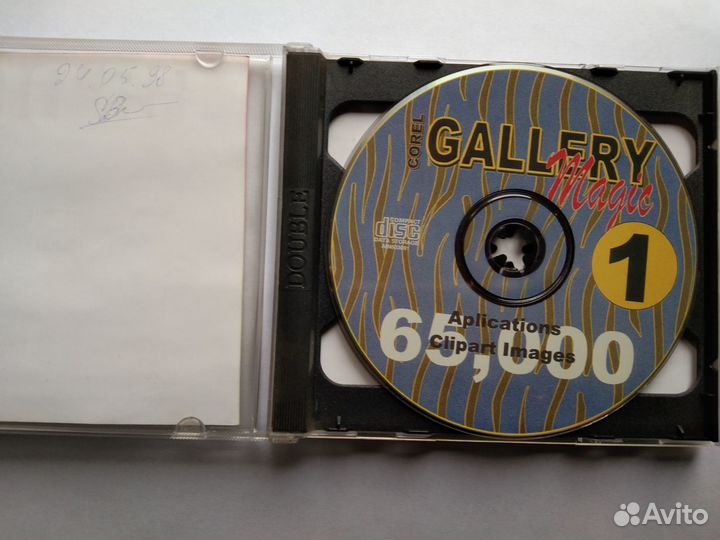 24.05.98
DOUBLE
COREL
GALLERY
Magic
1
COMPACT
disc
DATA STORAGE
Aplications
65,000
Clipart Images
Avito